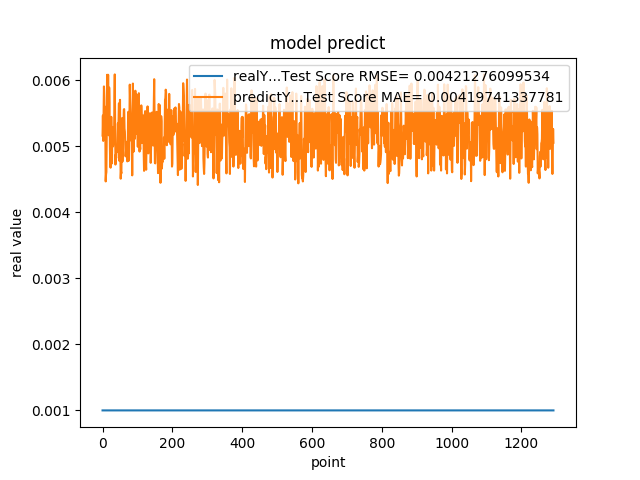 model predict
realY...Test Score RMSE= 0.00421276099534
predictY...Test Score MAE= 0.00419741337781
0.006
0.005
0.004
0.003
0.002
0.001
real value
0 200 400 600 800 1000 1200
point